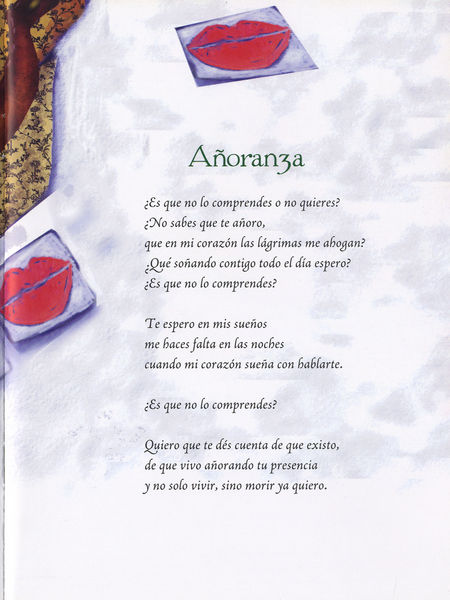 Añoranza
¿Es que no lo comprendes o no quieres?
¿No sabes que te añoro,
que en mi corazón las lágrimas me ahogan?
¿Qué soñando contigo todo el día espero?
¿Es que no lo comprendes?
Te espero en mis sueños
me haces falta en las noches
cuando mi corazón sueña con hablarte.
¿Es que no lo comprendes?
Quiero que te dés cuenta de que existo,
de que vivo añorando tu presencia
y no solo vivir, sino morir ya quiero.